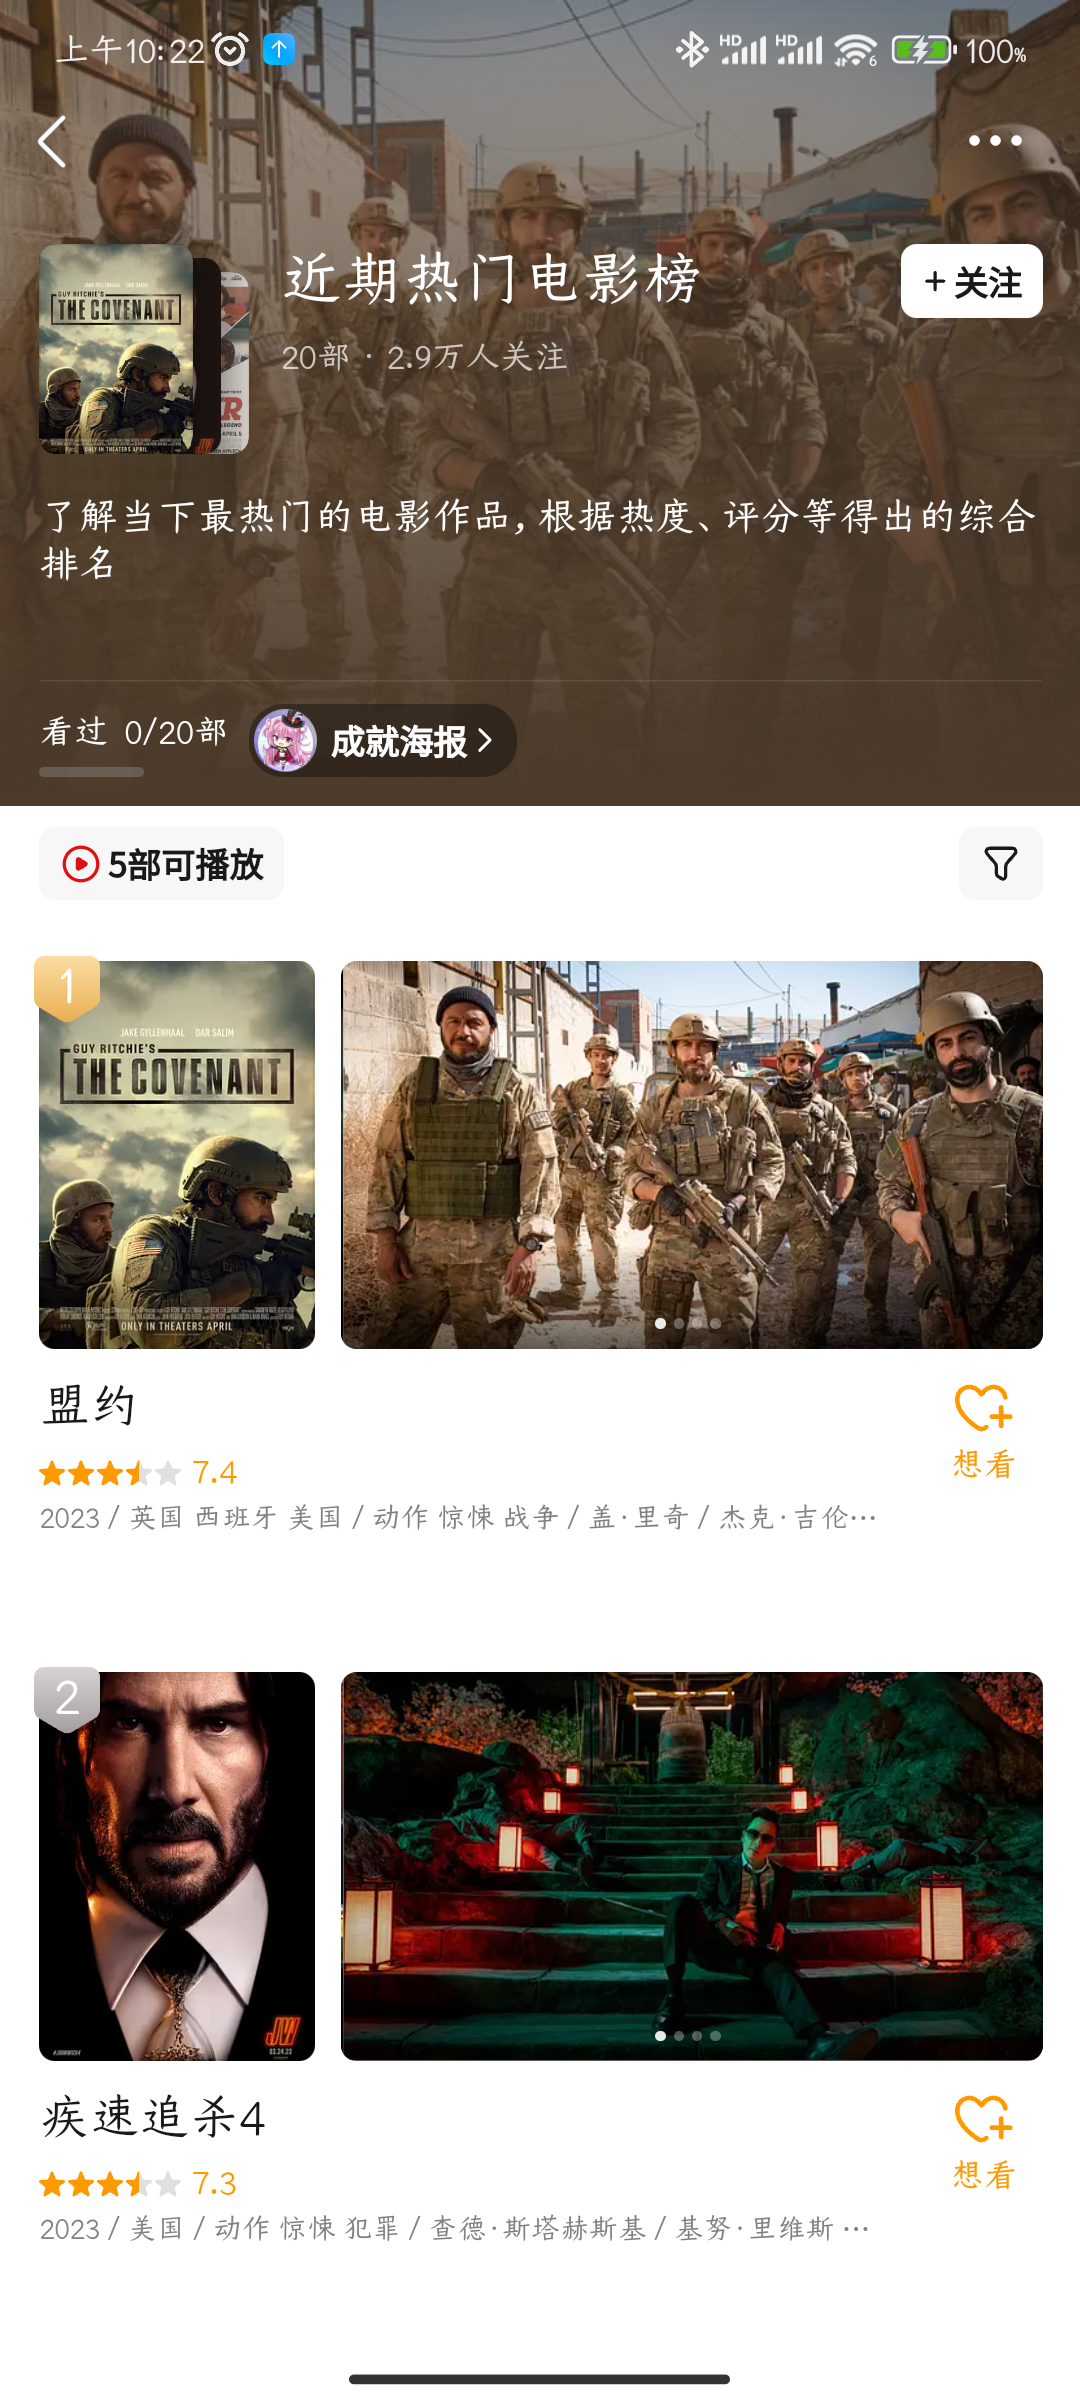 上午10:22
HD HD 6 100%
GUY RITCHIE'S
THE COVENANT
ONLY IN THEATERS APRIL
近期热门电影榜
20部 · 2.9万人关注
+ 关注
了解当下最热门的电影作品，根据热度、评分等得出的综合
排名
看过 0/20部
成就海报
5部可播放
1
JAKE GYLLENHAAL DAR SALIM
GUY RITCHIE'S
THE COVENANT
ONLY IN THEATERS APRIL
盟约
7.4
想看
2023 / 英国 西班牙 美国 / 动作 惊悚 战争 / 盖·里奇 / 杰克·吉伦…
2
JW
03.24.23
疾速追杀4
7.3
想看
2023 / 美国 / 动作 惊悚 犯罪 / 查德·斯塔赫斯基 / 基努·里维斯 …